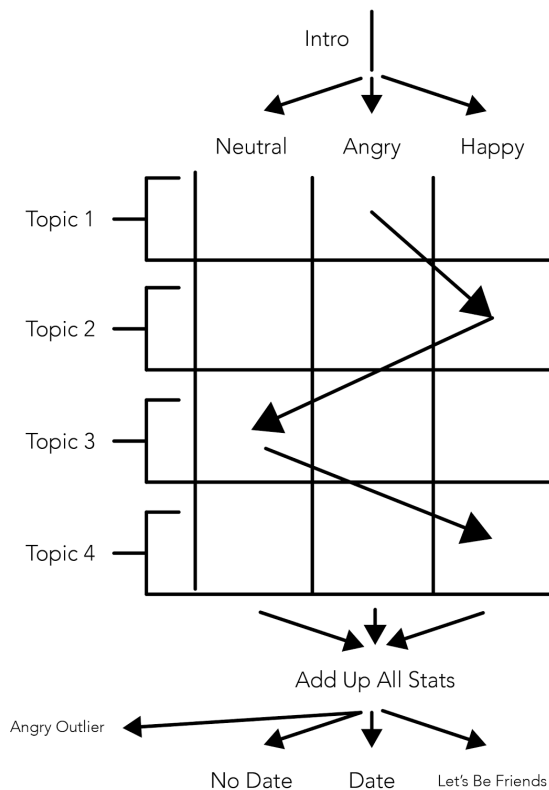 Intro
Neutral Angry Happy
Topic 1
Topic 2
Topic 3
Topic 4
Add Up All Stats
Angry Outlier
No Date Date Let's Be Friends